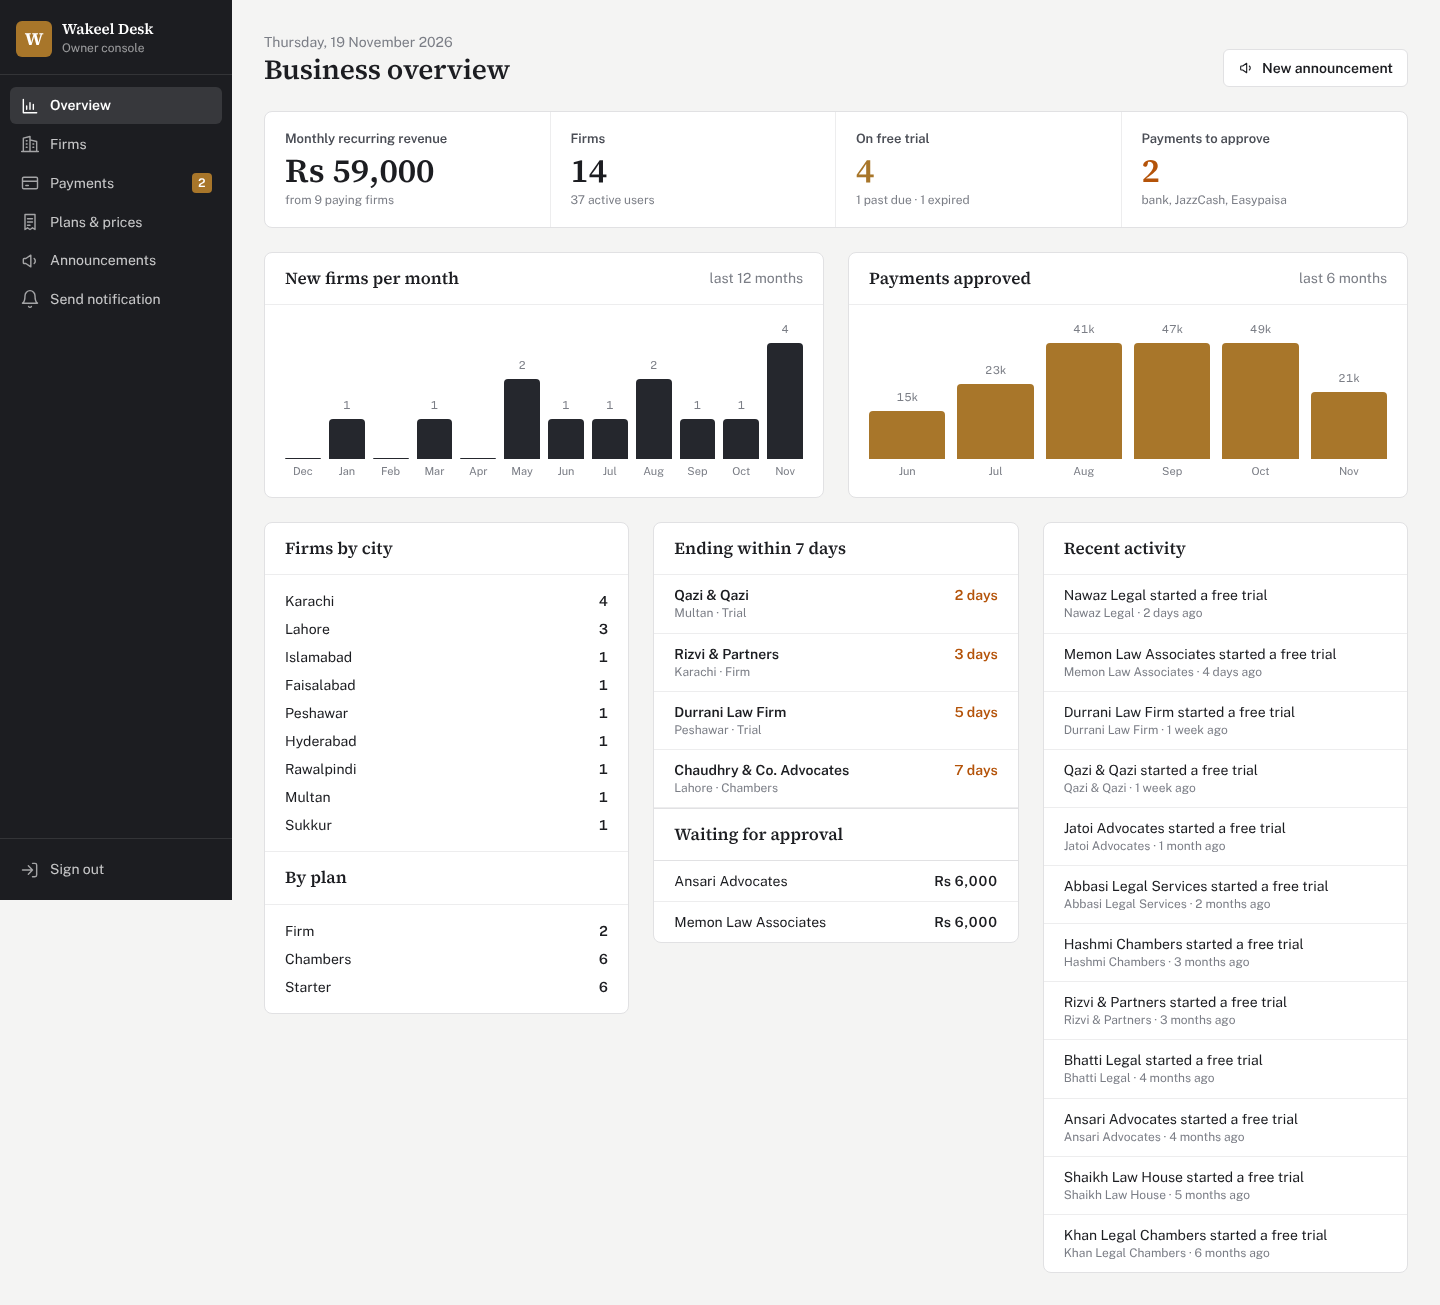 W
Wakeel Desk
Owner console
Overview
Firms
Payments 2
Plans & prices
Announcements
Send notification
Sign out
Thursday, 19 November 2026
Business overview
New announcement
Monthly recurring revenue
Rs 59,000
from 9 paying firms
Firms
14
37 active users
On free trial
4
1 past due · 1 expired
Payments to approve
2
bank, JazzCash, Easypaisa
New firms per month last 12 months
1 1 2 1 1 2 1 1 4
Dec Jan Feb Mar Apr May Jun Jul Aug Sep Oct Nov
Payments approved last 6 months
15k 23k 41k 47k 49k 21k
Jun Jul Aug Sep Oct Nov
Firms by city
Karachi 4
Lahore 3
Islamabad 1
Faisalabad 1
Peshawar 1
Hyderabad 1
Rawalpindi 1
Multan 1
Sukkur 1
By plan
Firm 2
Chambers 6
Starter 6
Ending within 7 days
Qazi & Qazi 2 days
Multan · Trial
Rizvi & Partners 3 days
Karachi · Firm
Durrani Law Firm 5 days
Peshawar · Trial
Chaudhry & Co. Advocates 7 days
Lahore · Chambers
Waiting for approval
Ansari Advocates Rs 6,000
Memon Law Associates Rs 6,000
Recent activity
Nawaz Legal started a free trial
Nawaz Legal · 2 days ago
Memon Law Associates started a free trial
Memon Law Associates · 4 days ago
Durrani Law Firm started a free trial
Durrani Law Firm · 1 week ago
Qazi & Qazi started a free trial
Qazi & Qazi · 1 week ago
Jatoi Advocates started a free trial
Jatoi Advocates · 1 month ago
Abbasi Legal Services started a free trial
Abbasi Legal Services · 2 months ago
Hashmi Chambers started a free trial
Hashmi Chambers · 3 months ago
Rizvi & Partners started a free trial
Rizvi & Partners · 3 months ago
Bhatti Legal started a free trial
Bhatti Legal · 4 months ago
Ansari Advocates started a free trial
Ansari Advocates · 4 months ago
Shaikh Law House started a free trial
Shaikh Law House · 5 months ago
Khan Legal Chambers started a free trial
Khan Legal Chambers · 6 months ago